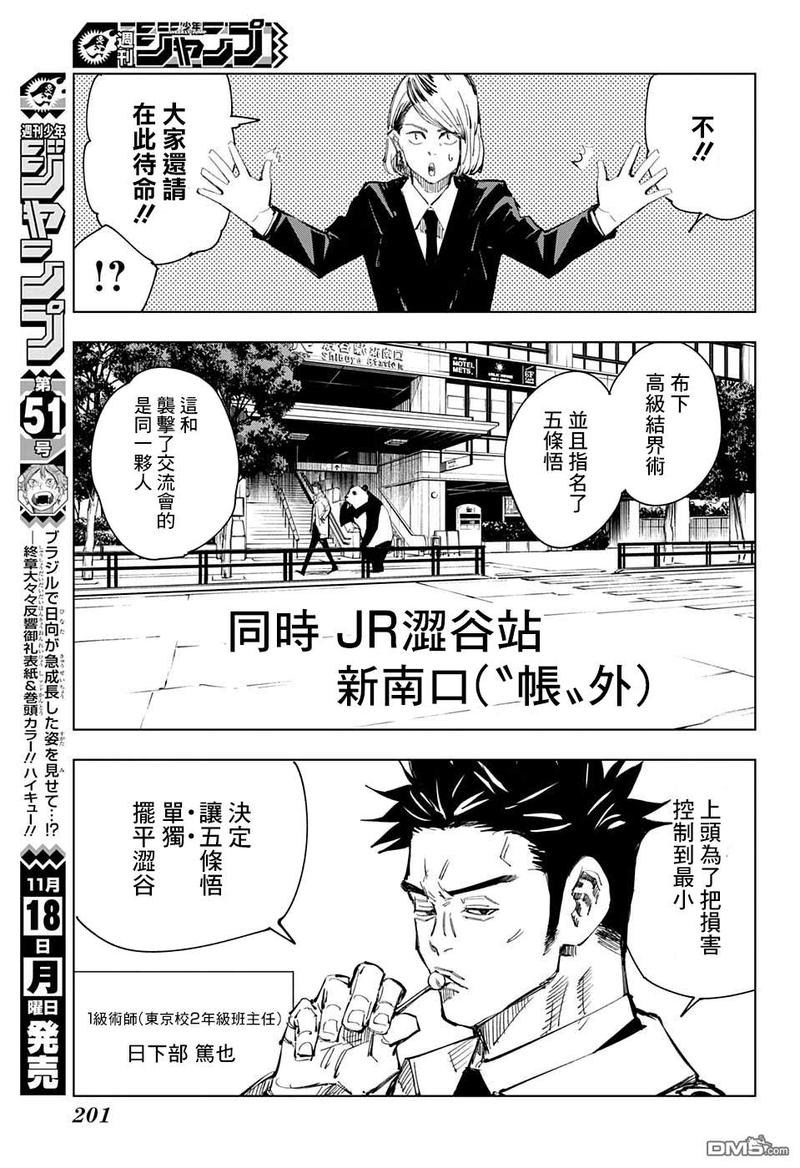 週刊少年ジャンプ
不!!
大家還請
在此待命!!
!?
布下
高級結界術
並且指名了
五條悟
這和
襲擊了交流會的
是同一夥人
Shibuya Station
MOTEL
METS
同時 JR澀谷站
新南口(〝帳〟外)
上頭為了把損害
控制到最小
決定
讓五條悟
單獨
擺平澀谷
1級術師(東京校2年級班主任)
日下部 篤也
週刊少年
ジャンプ
第
51
号
ブラジルで日向が急成長した姿を見せて…!?
―終章大々々反響御礼表紙&巻頭カラー!!ハイキュー!!
11月
18
日
月
曜日
発売
201
DM5